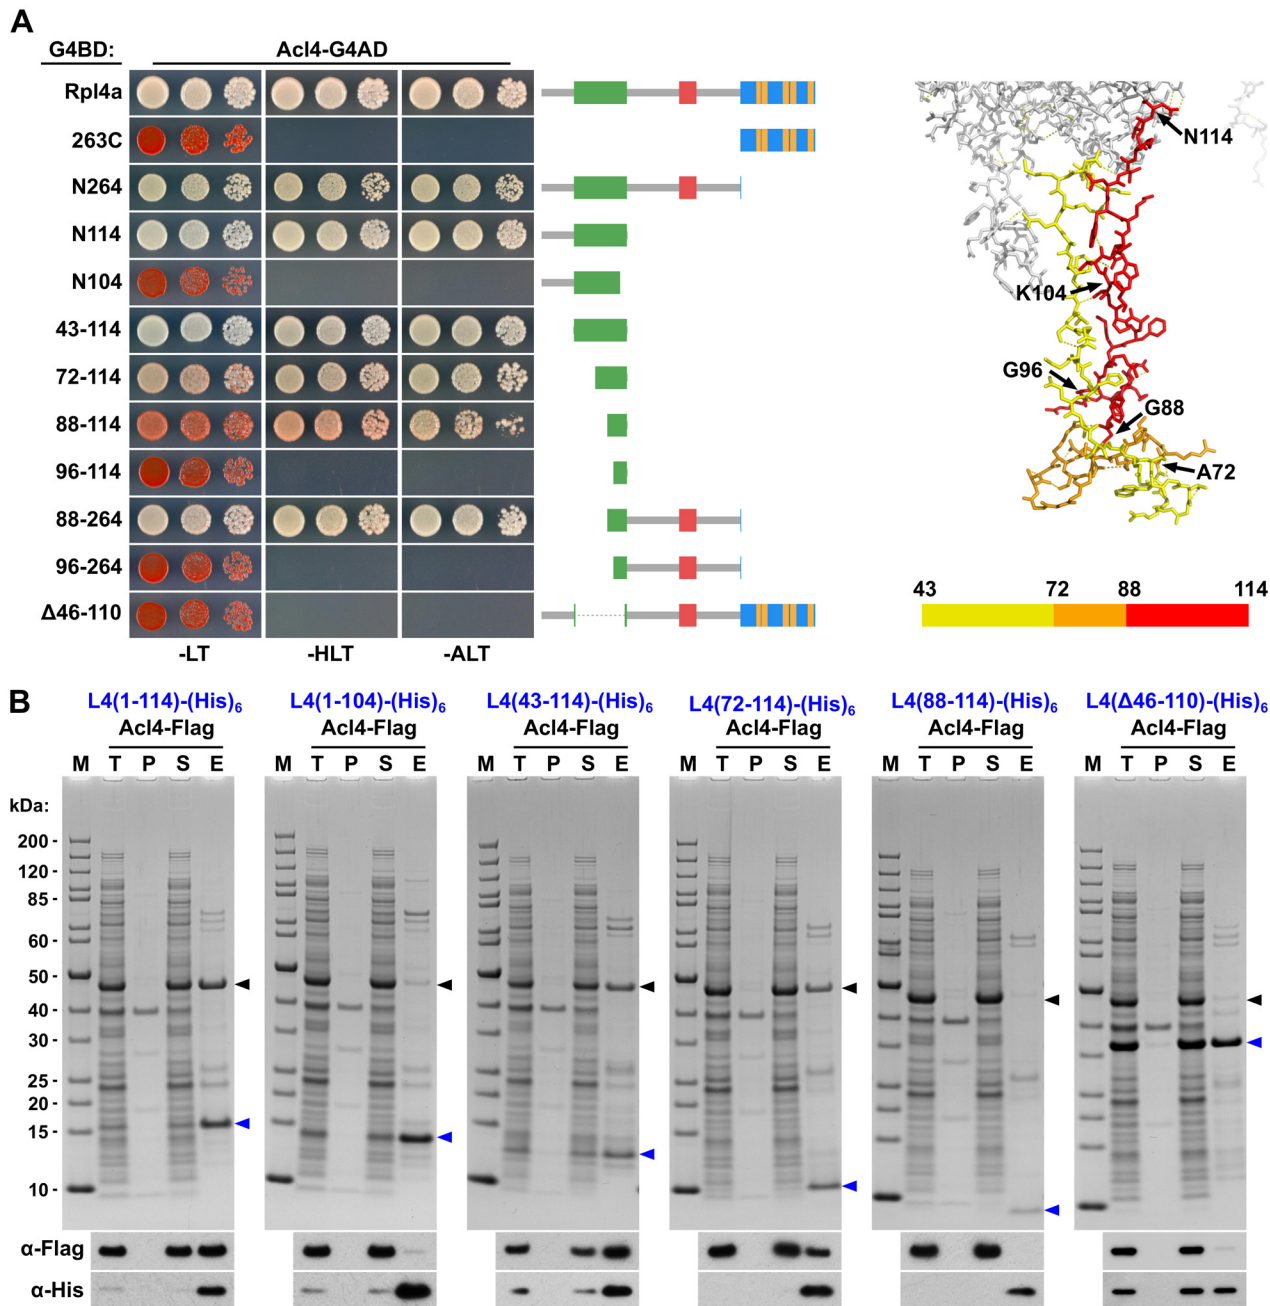 A
G4BD: Acl4-G4AD
Rpl4a
263C
N264
N114
N104
43-114
72-114
88-114
96-114
88-264
96-264
Δ46-110
-LT -HLT -ALT
N114
K104
G96
G88
A72
43 72 88 114
B
L4(1-114)-(His)6 L4(1-104)-(His)6 L4(43-114)-(His)6 L4(72-114)-(His)6 L4(88-114)-(His)6 L4(Δ46-110)-(His)6
Acl4-Flag Acl4-Flag Acl4-Flag Acl4-Flag Acl4-Flag Acl4-Flag
M T P S E M T P S E M T P S E M T P S E M T P S E M T P S E
kDa:
200 -
120 -
85 -
60 -
50 -
40 -
30 -
25 -
20 -
15 -
10 -
α-Flag
α-His